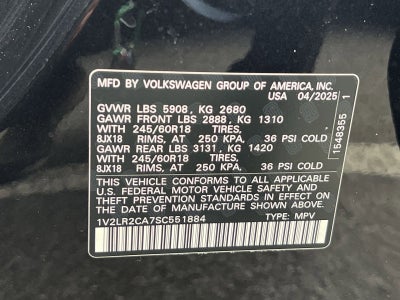 MFD BY VOLKSWAGEN GROUP OF AMERICA, INC.
USA 04/2025
GVWR LBS 5908, KG 2680
GAWR FRONT LBS 2888, KG 1310
WITH 245/60R18 TIRES,
8JX18 RIMS, AT 250 KPA, 36 PSI COLD
GAWR REAR LBS 3131, KG 1420
WITH 245/60R18 TIRES,
8JX18 RIMS, AT 250 KPA, 36 PSI COLD
THIS VEHICLE CONFORMS TO ALL APPLICABLE
U.S. FEDERAL MOTOR VEHICLE SAFETY
STANDARDS IN EFFECT ON THE DATE OF
MANUFACTURE SHOWN ABOVE.
1V2LR2CA7SC551884 TYPE: MPV
1548355 1